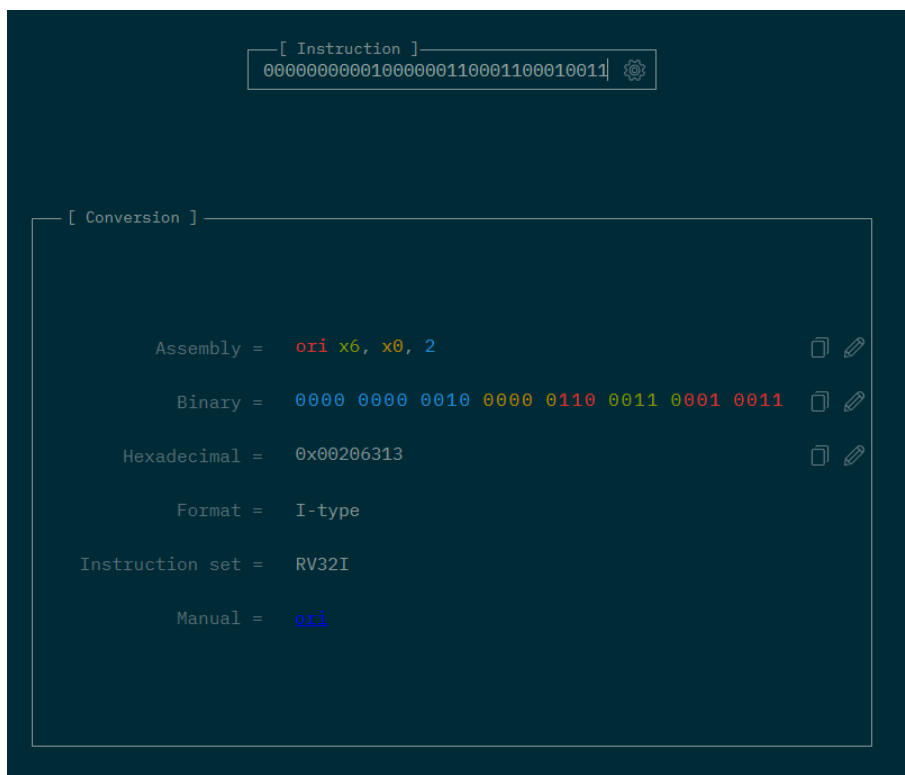 [ Instruction ]
00000000001000000110001100010011
[ Conversion ]
Assembly = ori x6, x0, 2
Binary = 0000 0000 0010 0000 0110 0011 0001 0011
Hexadecimal = 0x00206313
Format = I-type
Instruction set = RV32I
Manual = ori